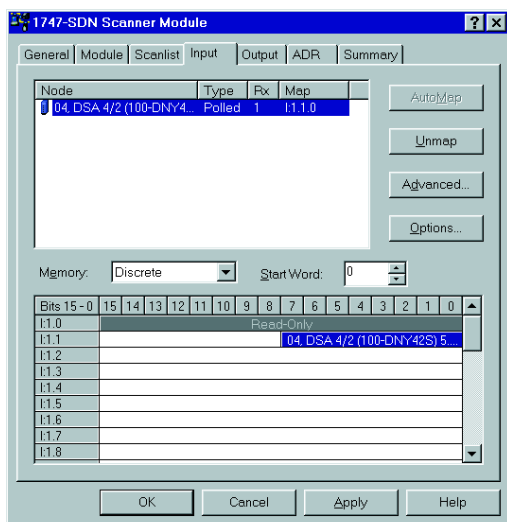 1747-SDN Scanner Module
General Module Scanlist Input Output ADR Summary
Node Type Rx Map
04, DSA 4/2 (100-DNY4... Polled 1 I:1.1.0
AutoMap
Unmap
Advanced...
Options...
Memory: Discrete Start Word: 0
Bits 15 - 0 15 14 13 12 11 10 9 8 7 6 5 4 3 2 1 0
I:1.0 Read-Only
I:1.1 04, DSA 4/2 (100-DNY42S) 5....
I:1.2
I:1.3
I:1.4
I:1.5
I:1.6
I:1.7
I:1.8
OK Cancel Apply Help